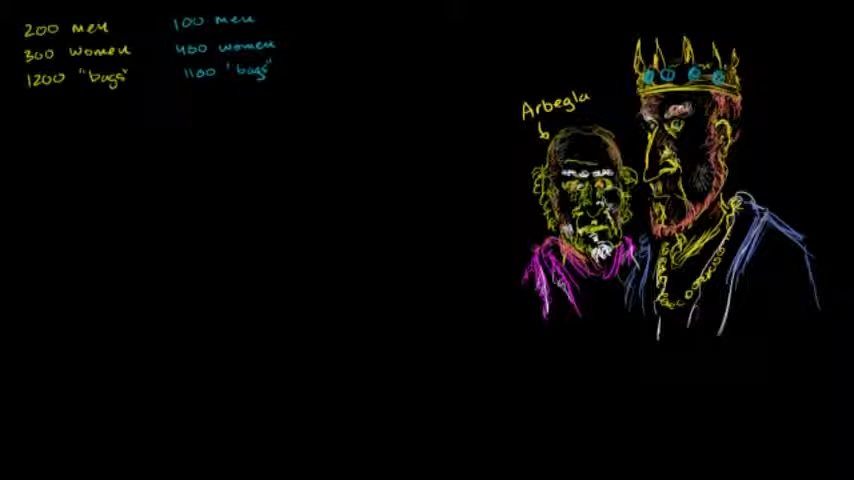 200 men
300 women
1200 "bags"
100 men
400 women
1100 "bags"
Arbegla